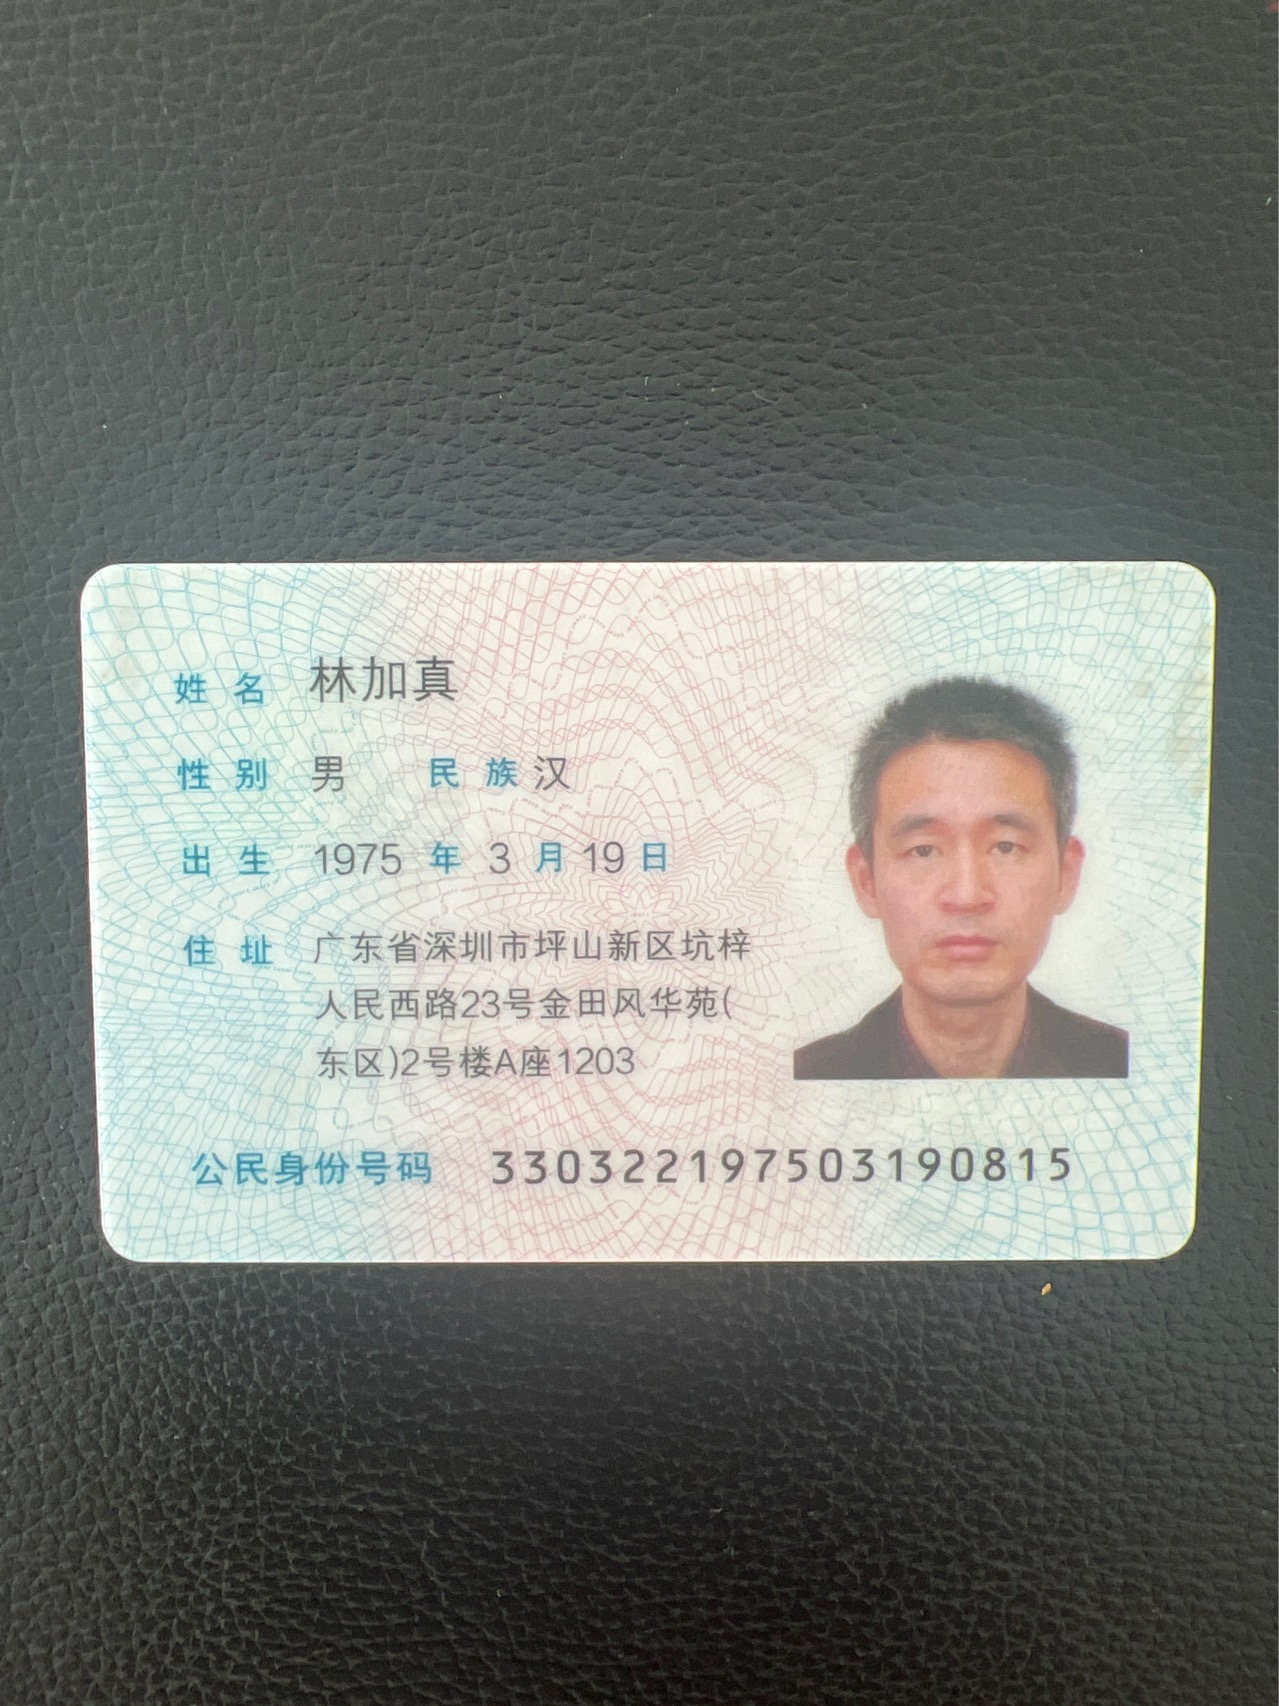 姓名 林加真
性别 男 民族 汉
出生 1975 年 3 月 19 日
住址 广东省深圳市坪山新区坑梓
人民西路23号金田风华苑(
东区)2号楼A座1203
公民身份号码 330322197503190815